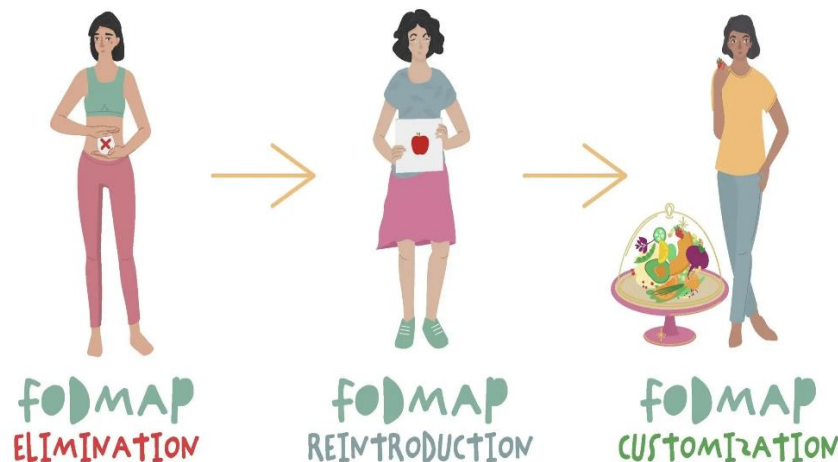 FODMAP
ELIMINATION
FODMAP
REINTRODUCTION
FODMAP
CUSTOMIZATION